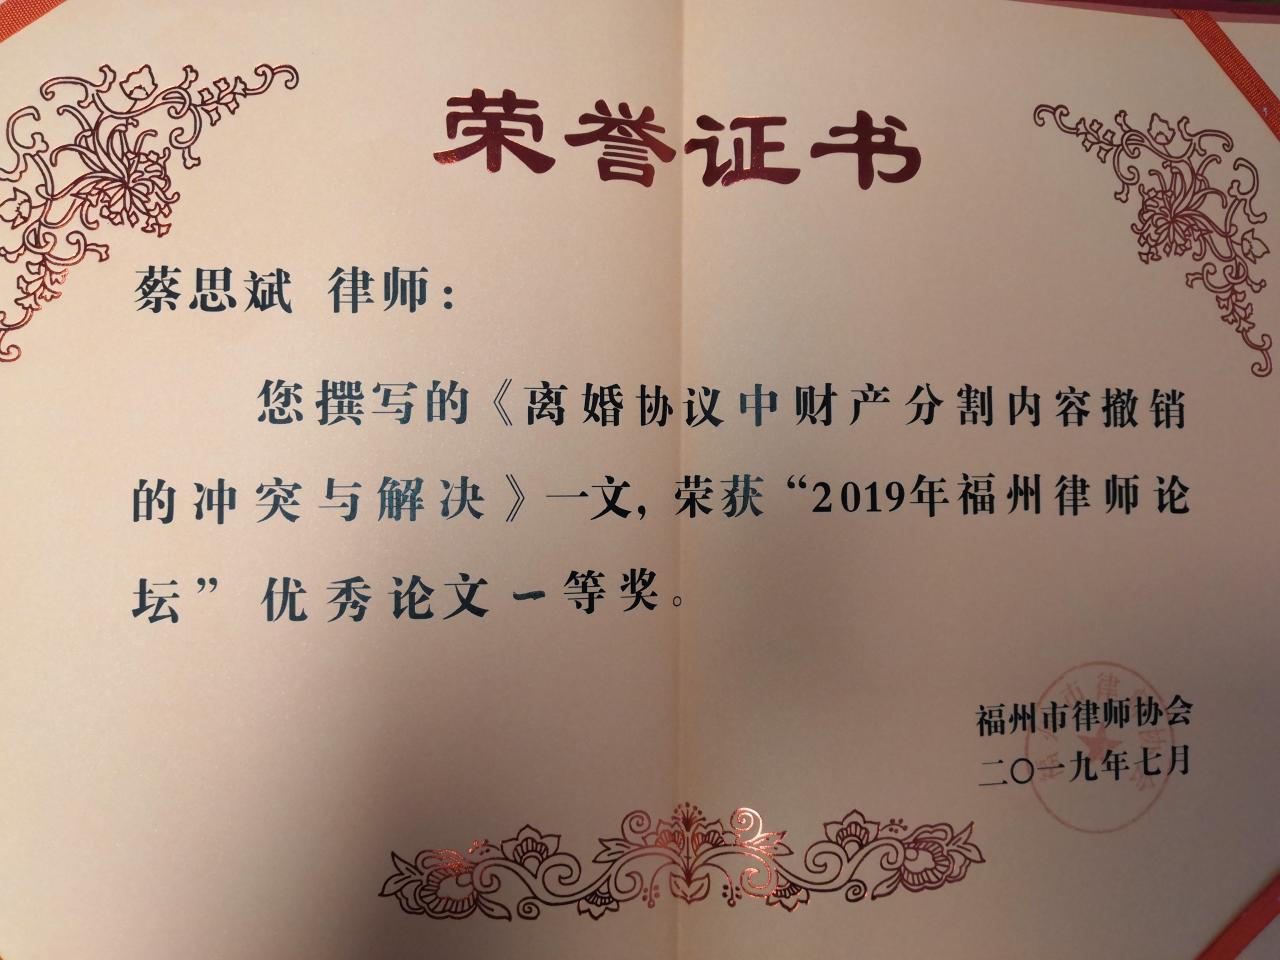 荣誉证书
蔡思斌 律师：
您撰写的《离婚协议中财产分割内容撤销
的冲突与解决》一文，荣获“2019年福州律师论
坛”优秀论文一等奖。
福州市律师协会
二〇一九年七月